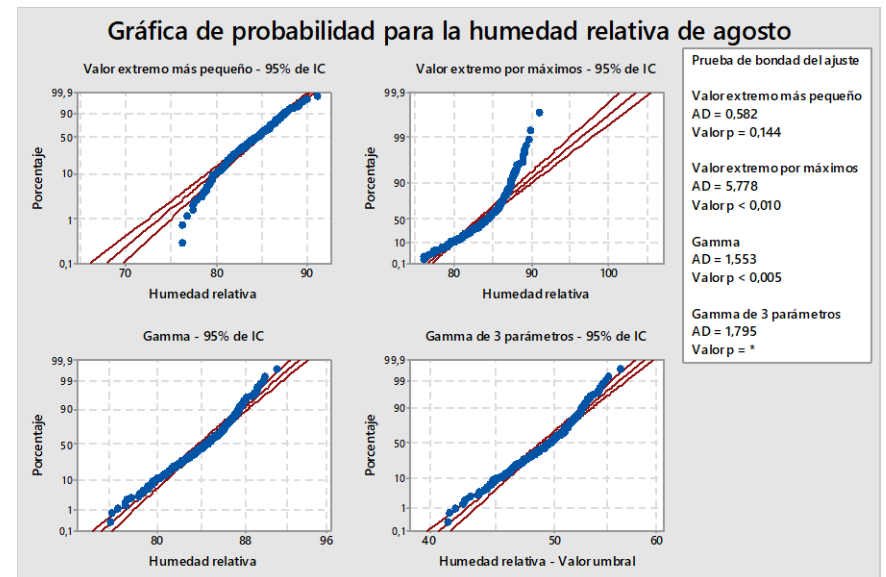 Gráfica de probabilidad para la humedad relativa de agosto
Valor extremo más pequeño - 95% de IC
99,9
90
50
10
1
0,1
Porcentaje
70 80 90
Humedad relativa
Valor extremo por máximos - 95% de IC
99,9
99
90
50
10
0,1
Porcentaje
80 90 100
Humedad relativa
Gamma - 95% de IC
99,9
99
90
50
10
1
0,1
Porcentaje
80 88 96
Humedad relativa
Gamma de 3 parámetros - 95% de IC
99,9
99
90
50
10
1
0,1
Porcentaje
40 50 60
Humedad relativa - Valor umbral
Prueba de bondad del ajuste
Valor extremo más pequeño
AD = 0,582
Valor p = 0,144
Valor extremo por máximos
AD = 5,778
Valor p < 0,010
Gamma
AD = 1,553
Valor p < 0,005
Gamma de 3 parámetros
AD = 1,795
Valor p = *